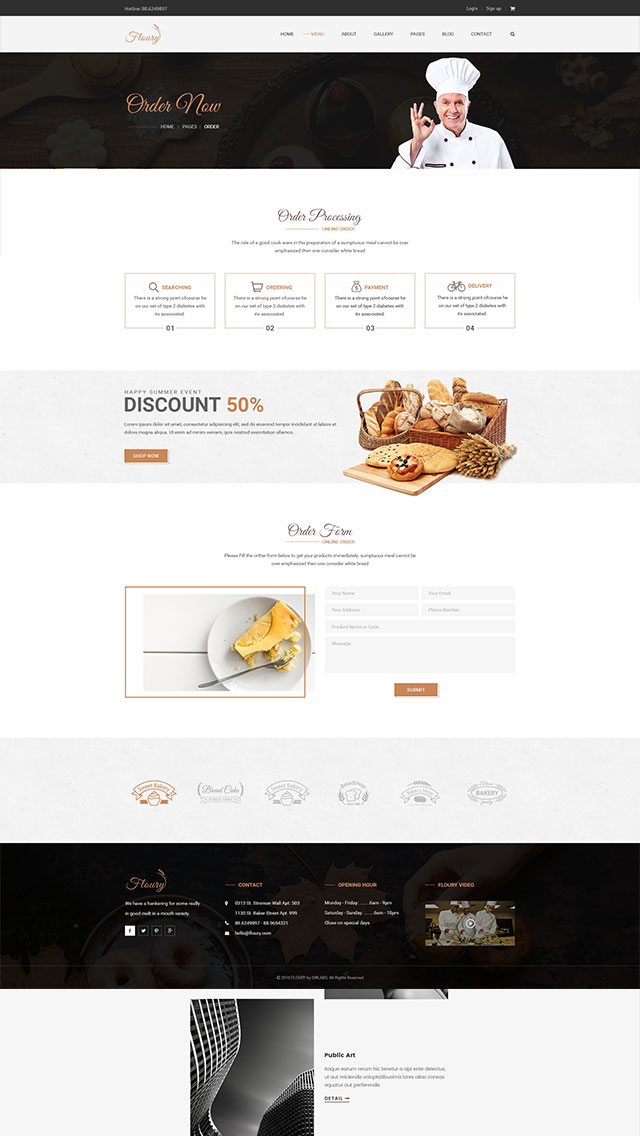 Hotline: 88.6249897
Login | Sign up
Floury
HOME
MENU
ABOUT
GALLERY
PAGES
BLOG
CONTACT
Order Now
HOME | PAGES | ORDER
Order Processing
ONLINE ORDER
The role of a good cook ware in the preparation of a sumptuous meal cannot be
over emphasized then one consider white bread
SEARCHING
There is a strong point ofcourse he
on our set of type 2 diabetes with
its associated.
01
ORDERING
There is a strong point ofcourse he
on our set of type 2 diabetes with
its associated.
02
PAYMENT
There is a strong point ofcourse he
on our set of type 2 diabetes with
its associated.
03
DELIVERY
There is a strong point ofcourse he
on our set of type 2 diabetes with
its associated.
04
HAPPY SUMMER EVENT
DISCOUNT 50%
Lorem ipsum dolor sit amet, consectetur adipisicing elit, sed do eiusmod tempor incididunt ut labore et
dolore magna aliqua. Ut enim ad minim veniam, quis nostrud exercitation ullamco.
SHOP NOW
Order Form
ONLINE ORDER
Please Fill the orther form below to get your products immediately. sumptuous meal cannot be
over emphasized then one consider white bread
Your Name
Your Email
Your Address
Phone Number
Product Name or Code
Message
SUBMIT
Sweet Bakery
Bread Cake
SINCE 1987
Sweet Bakery
Breadshop
BAKERY
Floury
We have a hankering for some really
in good melt in a mouth variety.
CONTACT
0313 St. Stromuar Wall Apt. 503
1130 St. Baker Street Apt. 999
88.6249897 - 88.9654321
hello@floury.com
OPENING HOUR
Monday - Friday: ........6am - 9pm
Saturday - Sunday: ........6am - 10pm
Close on special days
FLOURY VIDEO
© 2016 FLOURY by SWLABS. All Rights Reserved
Public Art
Itaque earum rerum hic tenetur a sipi ente delectus,
ut aut reiciendis voluptatibusima iores alias conseq
equatur aut perferendis
DETAIL